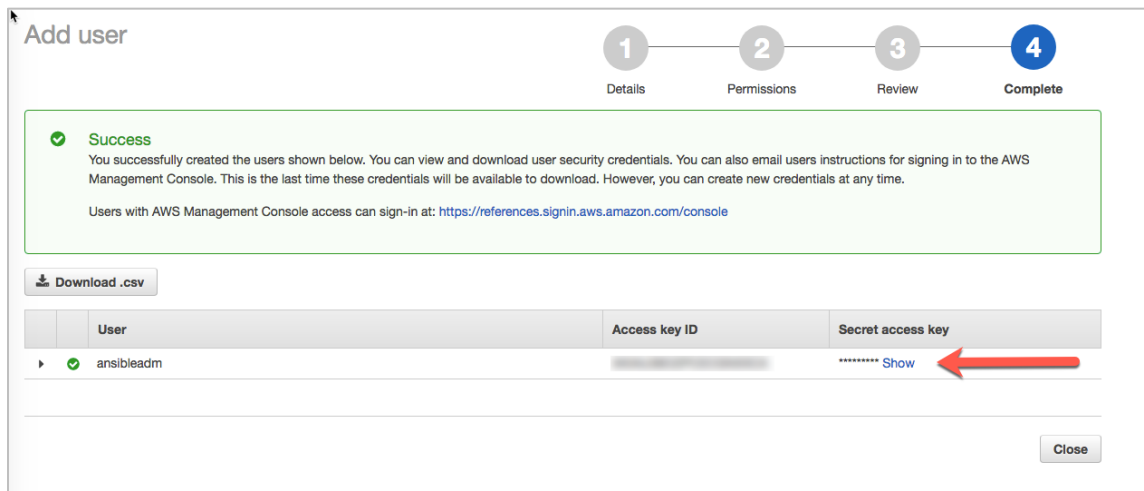 Add user
1 2 3 4
Details Permissions Review Complete
Success
You successfully created the users shown below. You can view and download user security credentials. You can also email users instructions for signing in to the AWS
Management Console. This is the last time these credentials will be available to download. However, you can create new credentials at any time.
Users with AWS Management Console access can sign-in at: https://references.signin.aws.amazon.com/console
Download .csv
User Access key ID Secret access key
ansibleadm ********* Show
Close